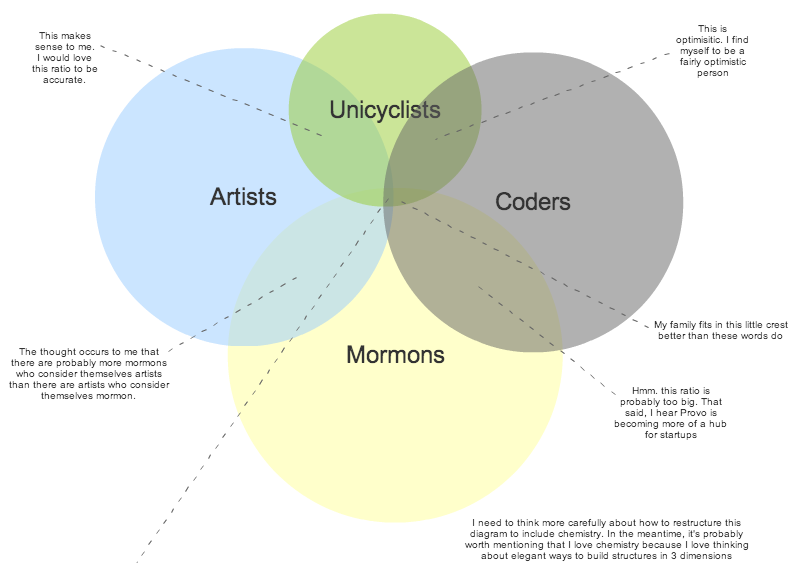 This makes
sense to me.
I would love
this ratio to be
accurate.
This is
optimisitic. I find
myself to be a
fairly optimistic
person
Unicyclists
Artists
Coders
Mormons
My family fits in this little crest
better than these words do
The thought occurs to me that
there are probably more mormons
who consider themselves artists
than there are artists who consider
themselves mormon.
Hmm. this ratio is
probably too big. That
said, I hear Provo is
becoming more of a hub
for startups
I need to think more carefully about how to restructure this
diagram to include chemistry. In the meantime, it's probably
worth mentioning that I love chemistry because I love thinking
about elegant ways to build structures in 3 dimensions